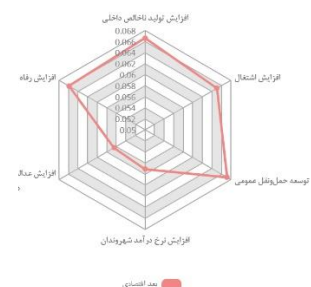 افزایش تولید ناخالص داخلی
0.068
0.066
0.064
0.062
0.06
0.058
0.056
0.054
0.052
0.05
افزایش اشتغال
توسعه حمل‌ونقل عمومی
افزایش نرخ درآمد شهروندان
افزایش عدال
افزایش رفاه
بعد اقتصادی